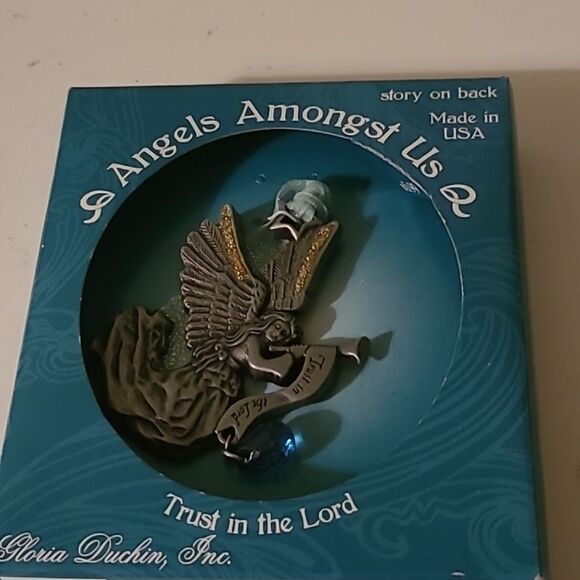 story on back
Made in
USA
Angels Amongst Us
Trust in
the Lord
Trust in the Lord
Gloria Duchin, Inc.